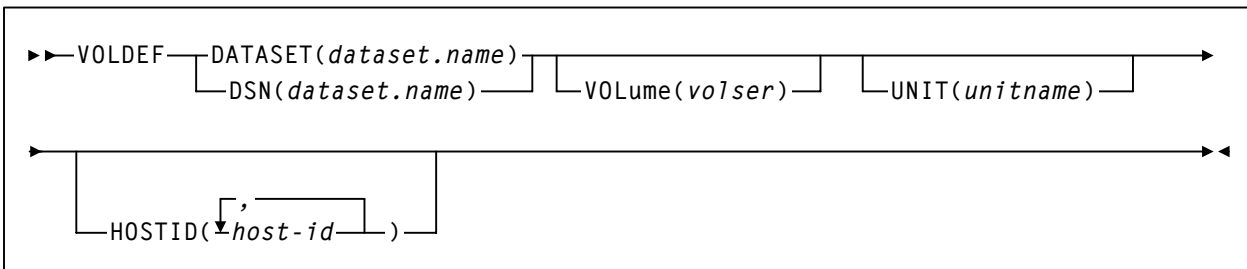 VOLDEF DATASET(dataset.name)
DSN(dataset.name) VOLume(volser) UNIT(unitname)
,
HOSTID( host-id )